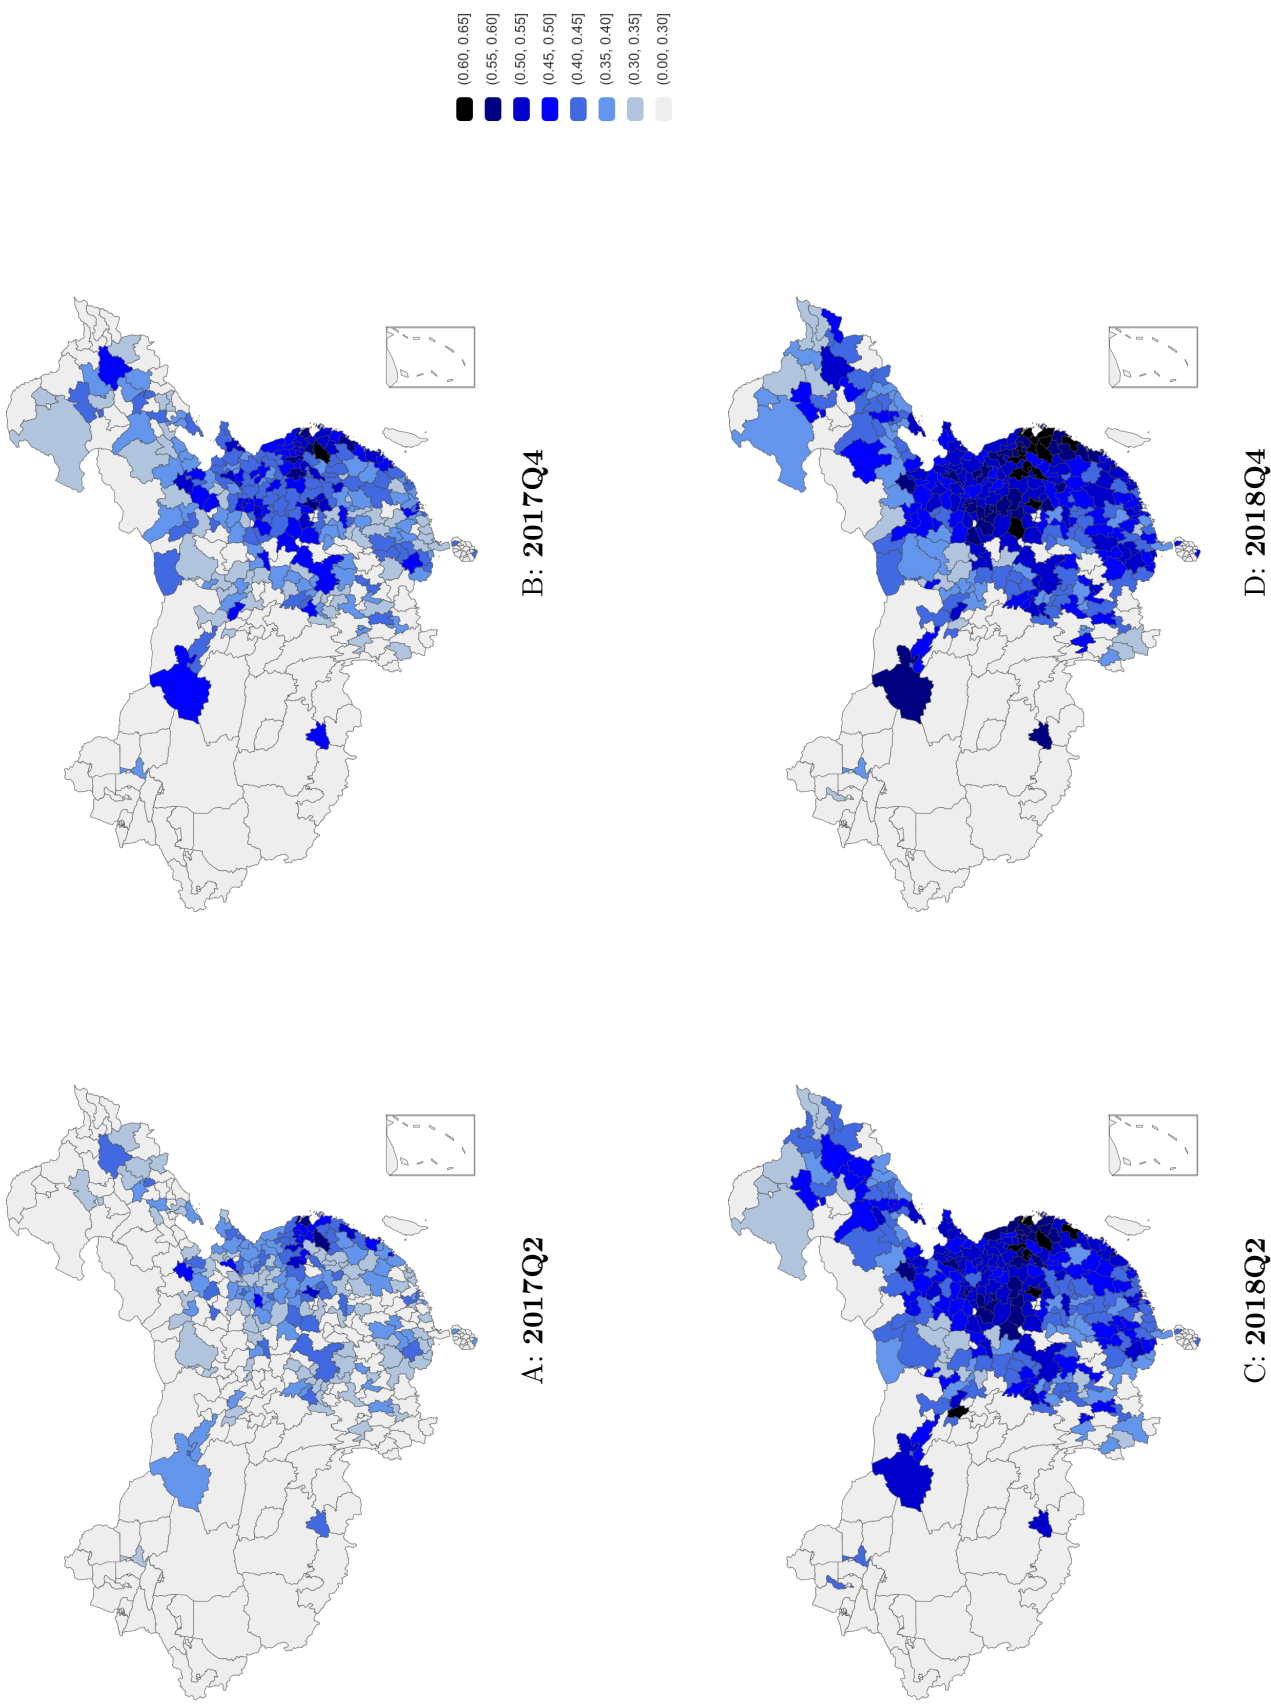 A: 2017Q2
B: 2017Q4
C: 2018Q2
D: 2018Q4
(0.60, 0.65]
(0.55, 0.60]
(0.50, 0.55]
(0.45, 0.50]
(0.40, 0.45]
(0.35, 0.40]
(0.30, 0.35]
(0.00, 0.30]